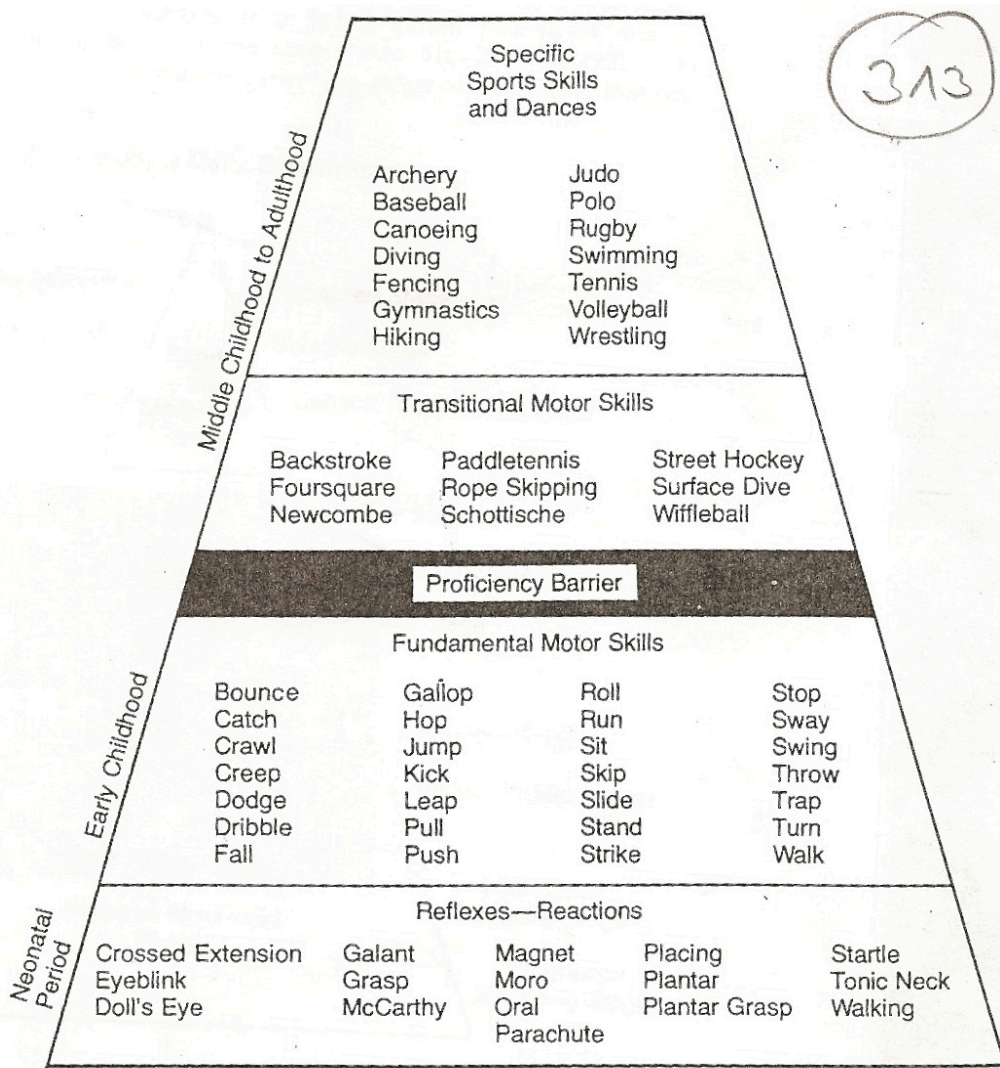 313
Specific
Sports Skills
and Dances
Archery Judo
Baseball Polo
Canoeing Rugby
Diving Swimming
Fencing Tennis
Gymnastics Volleyball
Hiking Wrestling
Middle Childhood to Adulthood
Transitional Motor Skills
Backstroke Paddletennis Street Hockey
Foursquare Rope Skipping Surface Dive
Newcombe Schottische Wiffleball
Proficiency Barrier
Fundamental Motor Skills
Bounce Gallop Roll Stop
Catch Hop Run Sway
Crawl Jump Sit Swing
Creep Kick Skip Throw
Dodge Leap Slide Trap
Dribble Pull Stand Turn
Fall Push Strike Walk
Early Childhood
Reflexes—Reactions
Crossed Extension Galant Magnet Placing Startle
Eyeblink Grasp Moro Plantar Tonic Neck
Doll's Eye McCarthy Oral Plantar Grasp Walking
Parachute
Neonatal
Period